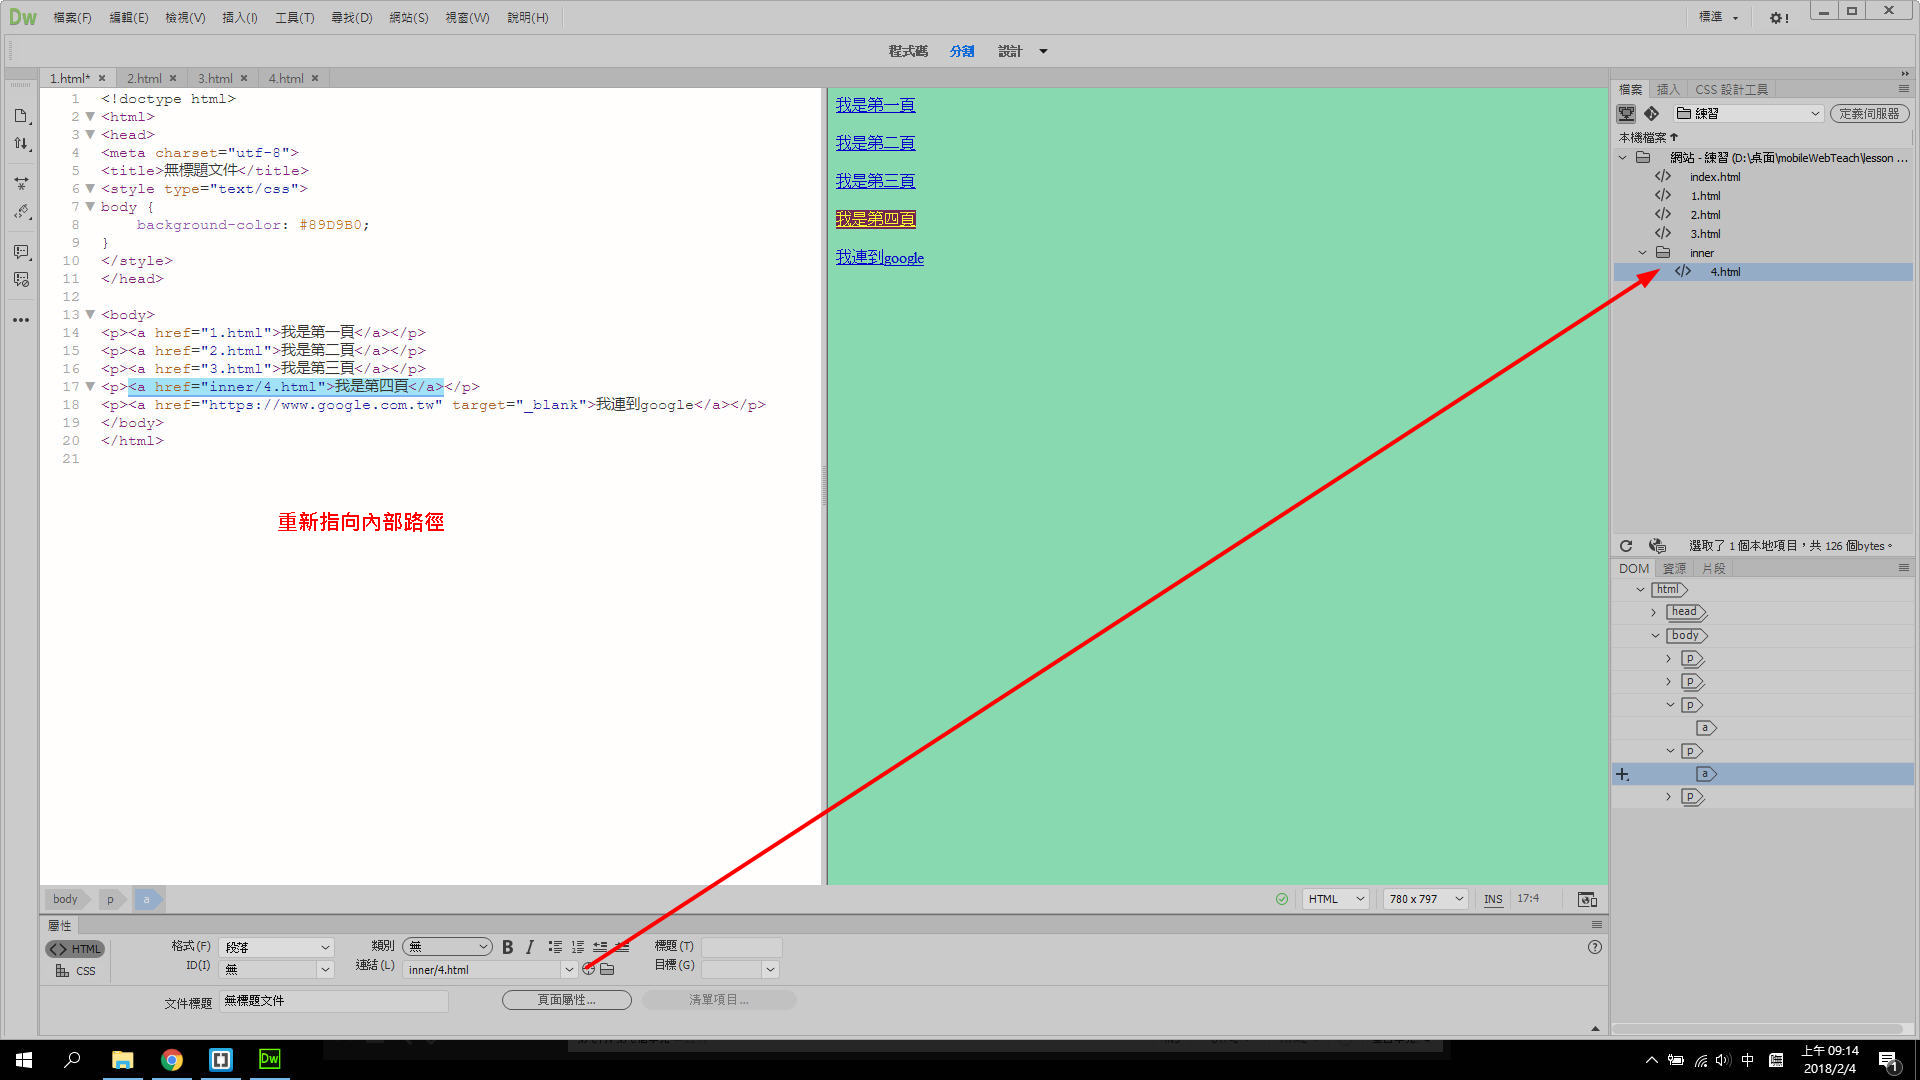 Dw 檔案(F) 編輯(E) 檢視(V) 插入(I) 工具(T) 尋找(D) 網站(S) 視窗(W) 說明(H) 標準
程式碼 分割 設計
1.html* 2.html 3.html 4.html
1 <!doctype html>
2 <html>
3 <head>
4 <meta charset="utf-8">
5 <title>無標題文件</title>
6 <style type="text/css">
7 body {
8 background-color: #89D9B0;
9 }
10 </style>
11 </head>
12
13 <body>
14 <p><a href="1.html">我是第一頁</a></p>
15 <p><a href="2.html">我是第二頁</a></p>
16 <p><a href="3.html">我是第三頁</a></p>
17 <p><a href="inner/4.html">我是第四頁</a></p>
18 <p><a href="https://www.google.com.tw" target="_blank">我連到google</a></p>
19 </body>
20 </html>
21
重新指向內部路徑
我是第一頁
我是第二頁
我是第三頁
我是第四頁
我連到google
檔案 插入 CSS 設計工具
練習 定義伺服器
本機檔案
網站 - 練習 (D:\桌面\mobileWebTeach\lesson ...
index.html
1.html
2.html
3.html
inner
4.html
選取了 1 個本地項目，共 126 個bytes。
DOM 資源 片段
html
head
body
p
p
p
a
p
a
p
body p a
HTML 780 x 797 INS 17:4
屬性
HTML 格式(F) 段落 類別 無 B I 標題(T)
CSS ID(I) 無 連結(L) inner/4.html 目標(G)
文件標題 無標題文件 頁面屬性... 清單項目...
Dw 中 上午 09:14
2018/2/4
1